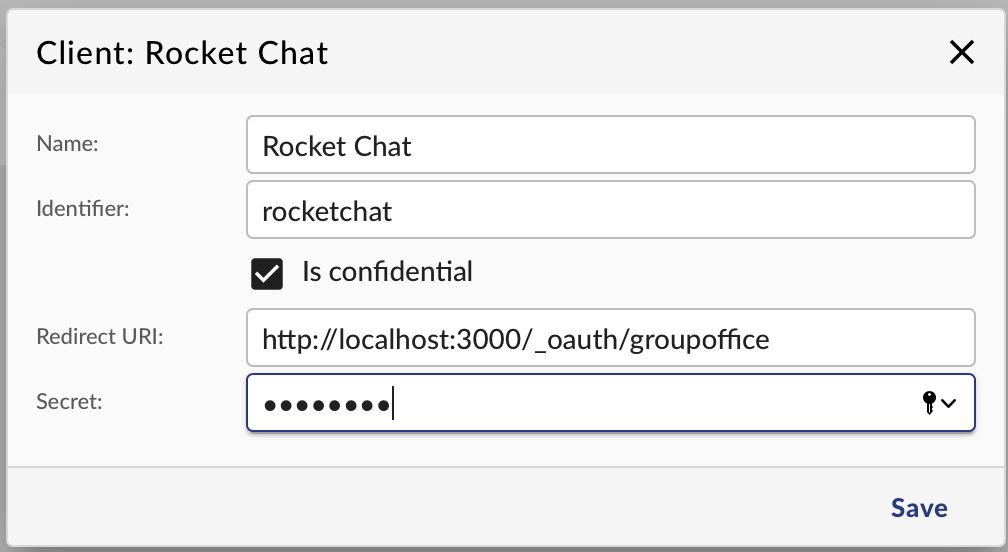 Client: Rocket Chat
Name: Rocket Chat
Identifier: rocketchat
Is confidential
Redirect URI: http://localhost:3000/_oauth/groupoffice
Secret: ••••••••
Save